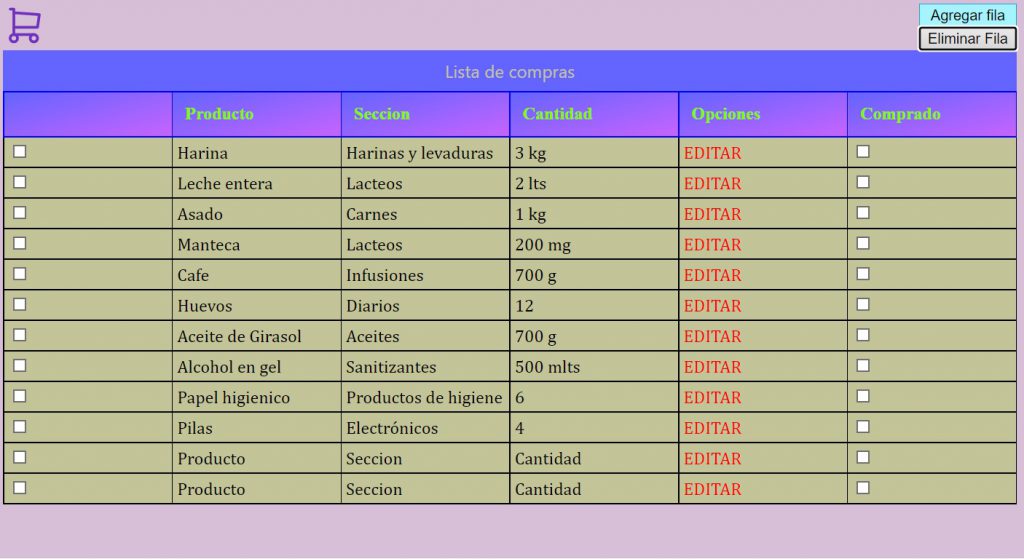 Agregar fila
Eliminar Fila
Lista de compras
Producto Seccion Cantidad Opciones Comprado
Harina Harinas y levaduras 3 kg EDITAR
Leche entera Lacteos 2 lts EDITAR
Asado Carnes 1 kg EDITAR
Manteca Lacteos 200 mg EDITAR
Cafe Infusiones 700 g EDITAR
Huevos Diarios 12 EDITAR
Aceite de Girasol Aceites 700 g EDITAR
Alcohol en gel Sanitizantes 500 mlts EDITAR
Papel higienico Productos de higiene 6 EDITAR
Pilas Electrónicos 4 EDITAR
Producto Seccion Cantidad EDITAR
Producto Seccion Cantidad EDITAR